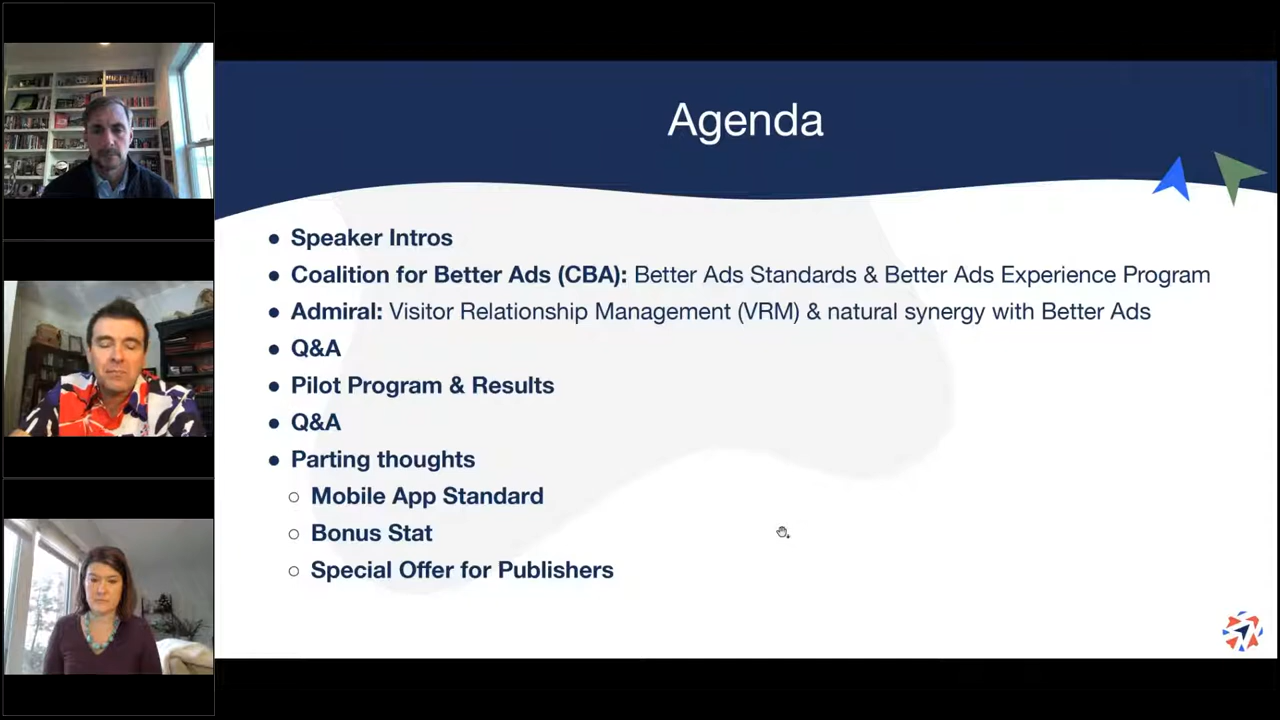 Agenda
● Speaker Intros
● Coalition for Better Ads (CBA): Better Ads Standards & Better Ads Experience Program
● Admiral: Visitor Relationship Management (VRM) & natural synergy with Better Ads
● Q&A
● Pilot Program & Results
● Q&A
● Parting thoughts
○ Mobile App Standard
○ Bonus Stat
○ Special Offer for Publishers